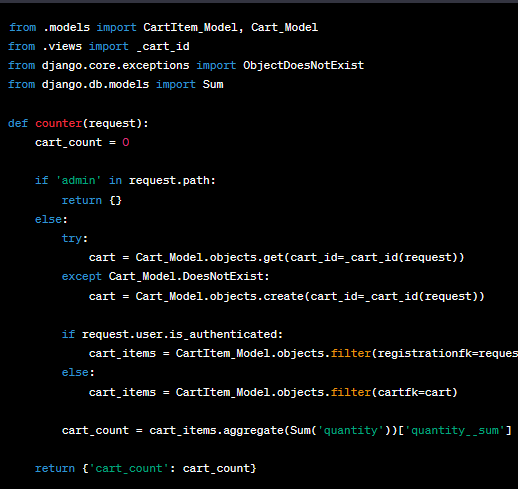 from .models import CartItem_Model, Cart_Model
from .views import _cart_id
from django.core.exceptions import ObjectDoesNotExist
from django.db.models import Sum

def counter(request):
    cart_count = 0

    if 'admin' in request.path:
        return {}
    else:
        try:
            cart = Cart_Model.objects.get(cart_id=_cart_id(request))
        except Cart_Model.DoesNotExist:
            cart = Cart_Model.objects.create(cart_id=_cart_id(request))

        if request.user.is_authenticated:
            cart_items = CartItem_Model.objects.filter(registrationfk=reques
        else:
            cart_items = CartItem_Model.objects.filter(cartfk=cart)

        cart_count = cart_items.aggregate(Sum('quantity'))['quantity__sum']

    return {'cart_count': cart_count}